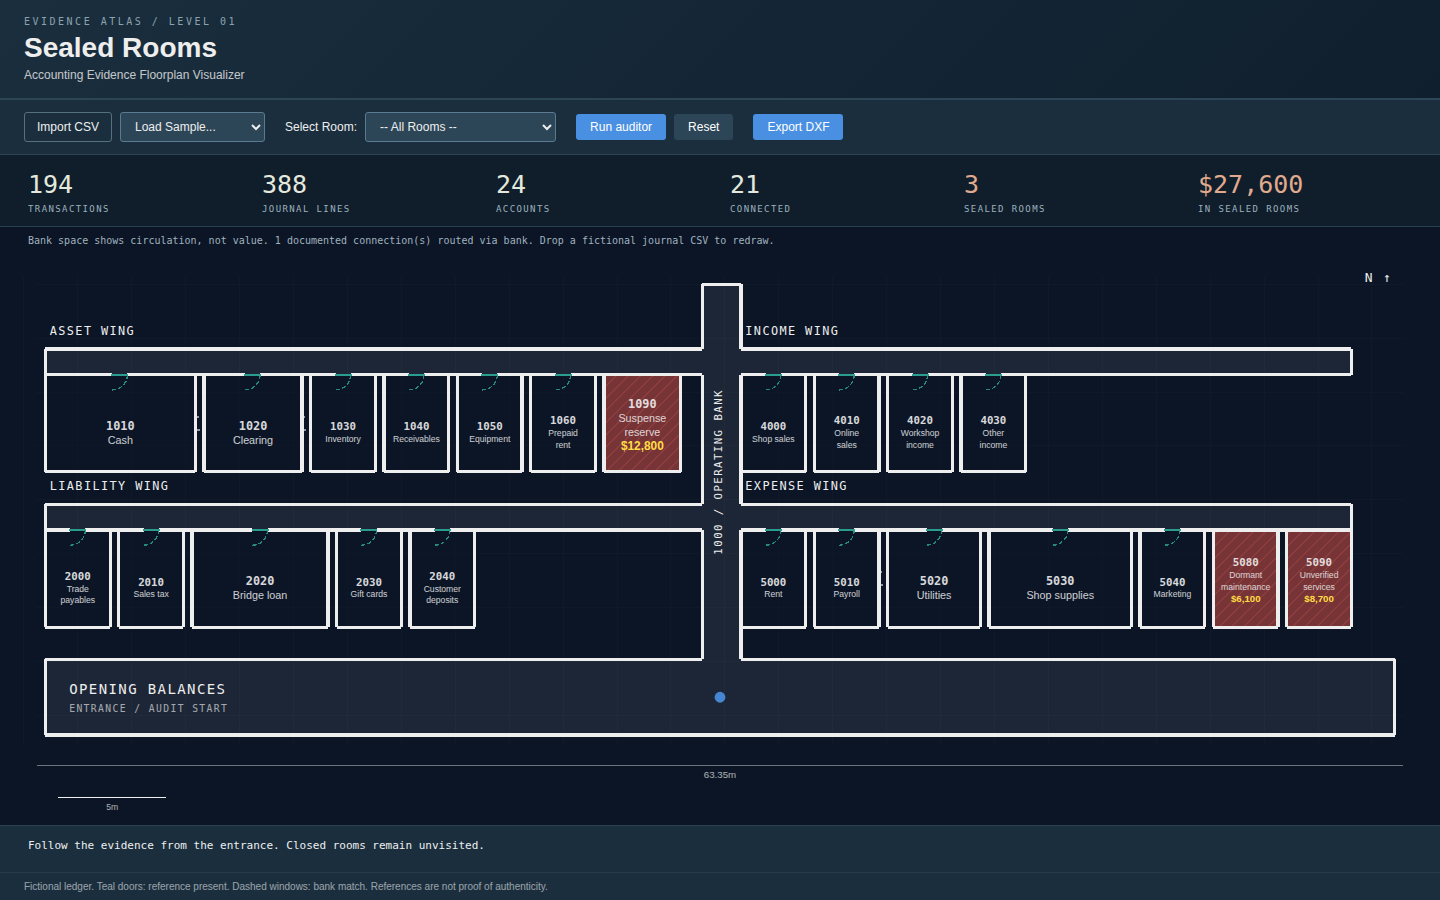 EVIDENCE ATLAS / LEVEL 01
Sealed Rooms
Accounting Evidence Floorplan Visualizer
Import CSV
Load Sample...
Select Room:
-- All Rooms --
Run auditor
Reset
Export DXF
194
TRANSACTIONS
388
JOURNAL LINES
24
ACCOUNTS
21
CONNECTED
3
SEALED ROOMS
$27,600
IN SEALED ROOMS
Bank space shows circulation, not value. 1 documented connection(s) routed via bank. Drop a fictional journal CSV to redraw.
N ↑
ASSET WING
1010
Cash
1020
Clearing
1030
Inventory
1040
Receivables
1050
Equipment
1060
Prepaid
rent
1090
Suspense
reserve
$12,800
1000 / OPERATING BANK
INCOME WING
4000
Shop sales
4010
Online
sales
4020
Workshop
income
4030
Other
income
LIABILITY WING
2000
Trade
payables
2010
Sales tax
2020
Bridge loan
2030
Gift cards
2040
Customer
deposits
EXPENSE WING
5000
Rent
5010
Payroll
5020
Utilities
5030
Shop supplies
5040
Marketing
5080
Dormant
maintenance
$6,100
5090
Unverified
services
$8,700
OPENING BALANCES
ENTRANCE / AUDIT START
63.35m
5m
Follow the evidence from the entrance. Closed rooms remain unvisited.
Fictional ledger. Teal doors: reference present. Dashed windows: bank match. References are not proof of authenticity.